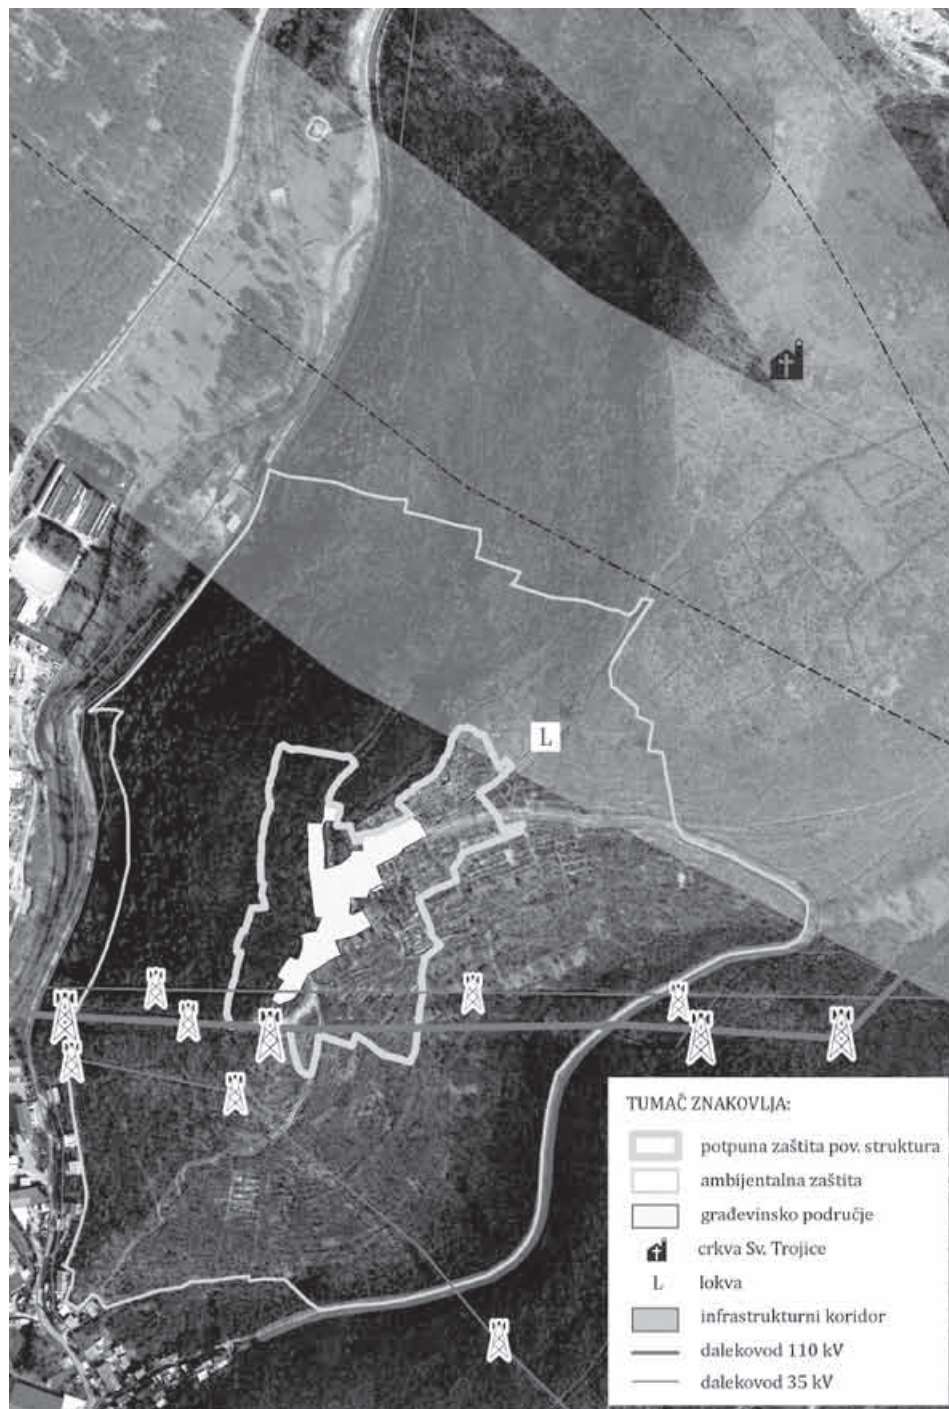 L
TUMAČ ZNAKOVLJA:
potpuna zaštita pov. struktura
ambijentalna zaštita
građevinsko područje
crkva Sv. Trojice
L lokva
infrastrukturni koridor
dalekovod 110 kV
dalekovod 35 kV